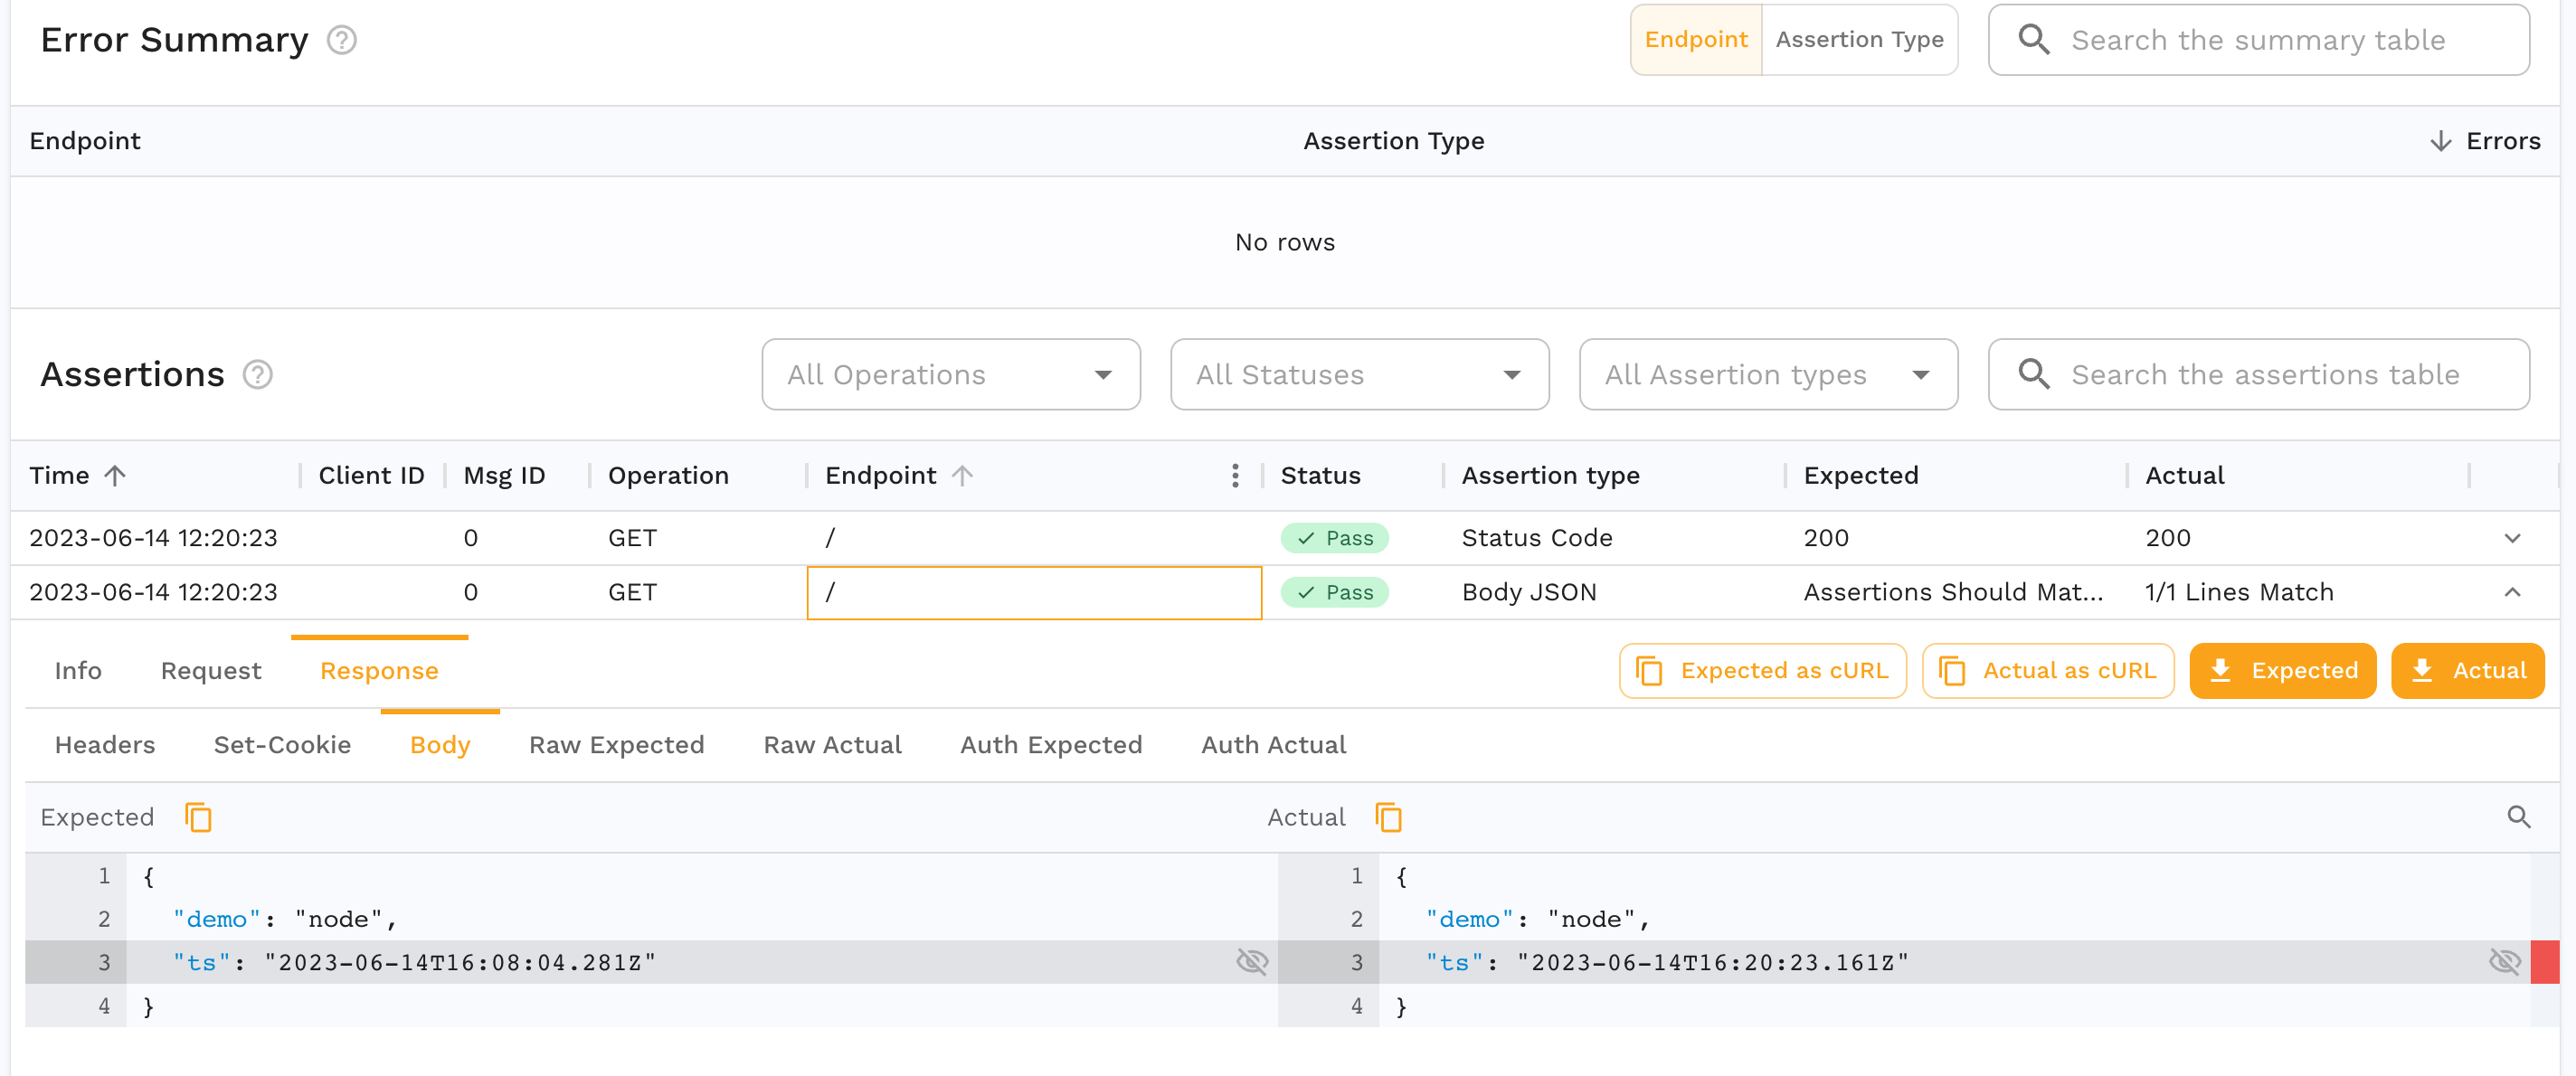 Error Summary
Endpoint Assertion Type Search the summary table
Endpoint Assertion Type Errors
No rows
Assertions All Operations All Statuses All Assertion types Search the assertions table
Time Client ID Msg ID Operation Endpoint Status Assertion type Expected Actual
2023-06-14 12:20:23 0 GET / Pass Status Code 200 200
2023-06-14 12:20:23 0 GET / Pass Body JSON Assertions Should Mat... 1/1 Lines Match
Info Request Response Expected as cURL Actual as cURL Expected Actual
Headers Set-Cookie Body Raw Expected Raw Actual Auth Expected Auth Actual
Expected Actual
1 { 1 {
2 "demo": "node", 2 "demo": "node",
3 "ts": "2023-06-14T16:08:04.281Z" 3 "ts": "2023-06-14T16:20:23.161Z"
4 } 4 }